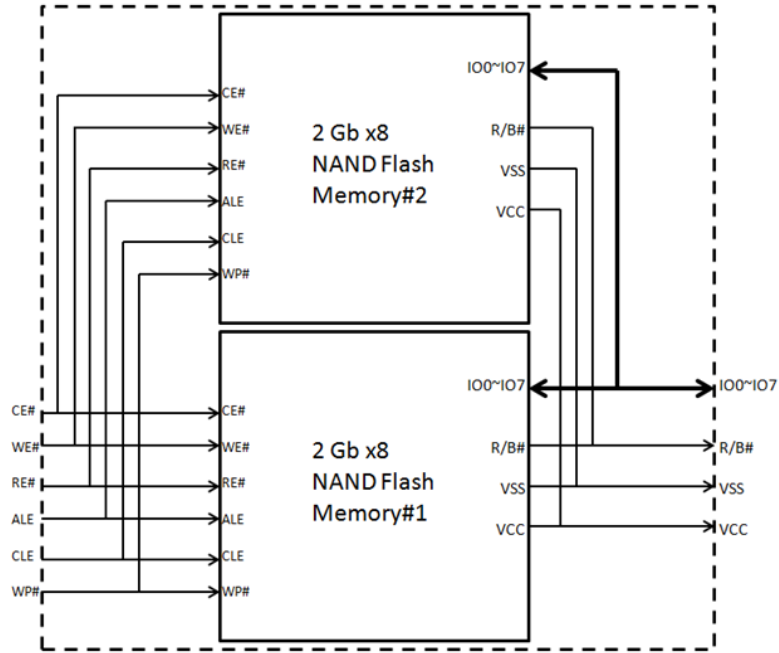 IO0~IO7
CE#
WE#
R/B#
RE#
VSS
ALE
VCC
CLE
WP#
2 Gb x8
NAND Flash
Memory#2
IO0~IO7
IO0~IO7
CE#
CE#
WE#
WE#
R/B#
R/B#
RE#
RE#
VSS
VSS
ALE
ALE
VCC
VCC
CLE
CLE
WP#
WP#
2 Gb x8
NAND Flash
Memory#1